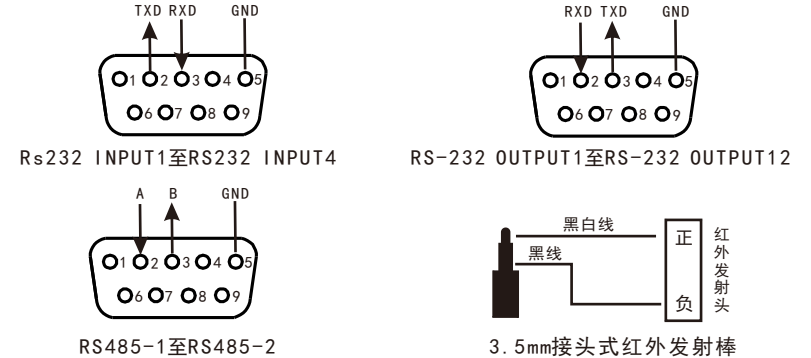 TXD RXD GND
1 2 3 4 5
6 7 8 9
Rs232 INPUT1至RS232 INPUT4
RXD TXD GND
1 2 3 4 5
6 7 8 9
RS-232 OUTPUT1至RS-232 OUTPUT12
A B GND
1 2 3 4 5
6 7 8 9
RS485-1至RS485-2
黑白线
黑线
正
负
红外发射头
3.5mm接头式红外发射棒